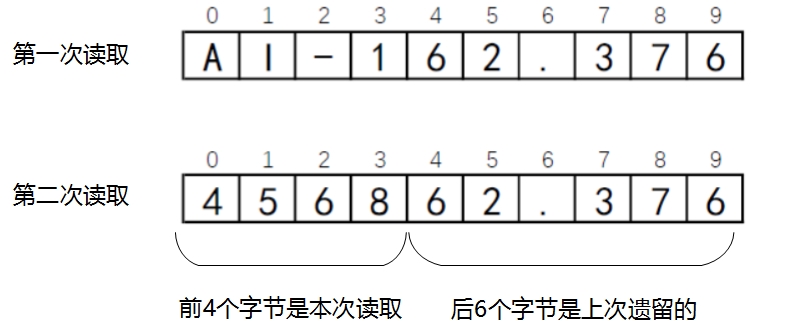 0 1 2 3 4 5 6 7 8 9
第一次读取 A I - 1 6 2 . 3 7 6
0 1 2 3 4 5 6 7 8 9
第二次读取 4 5 6 8 6 2 . 3 7 6
前4个字节是本次读取 后6个字节是上次遗留的